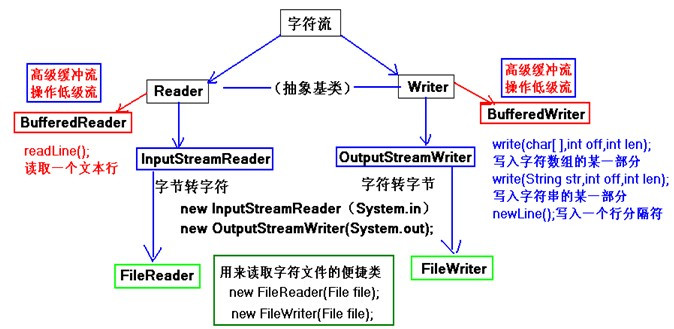 字符流
高级缓冲流
操作低级流
Reader
（抽象基类）
Writer
高级缓冲流
操作低级流
BufferedReader
BufferedWriter
readLine();
读取一个文本行
InputStreamReader
OutputStreamWriter
write(char[ ],int off,int len);
写入字符数组的某一部分
write(String str,int off,int len);
写入字符串的某一部分
newLine();写入一个行分隔符
字节转字符
字符转字节
new InputStreamReader（System.in）
new OutputStreamWriter(System.out);
FileReader
用来读取字符文件的便捷类
new FileReader(File file);
new FileWriter(File file);
FileWriter